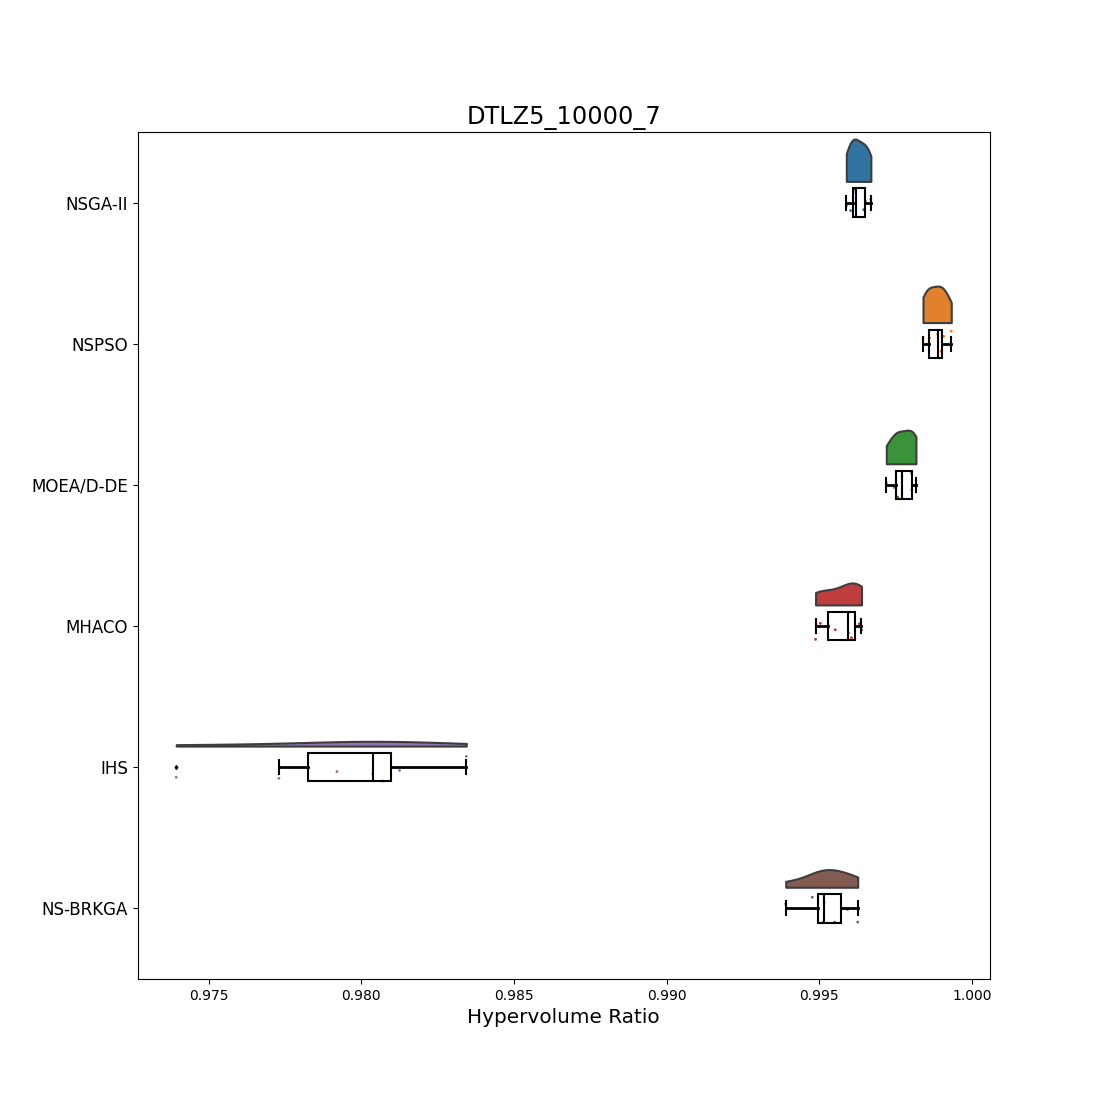 DTLZ5_10000_7
NSGA-II
NSPSO
MOEA/D-DE
MHACO
IHS
NS-BRKGA
0.975 0.980 0.985 0.990 0.995 1.000
Hypervolume Ratio